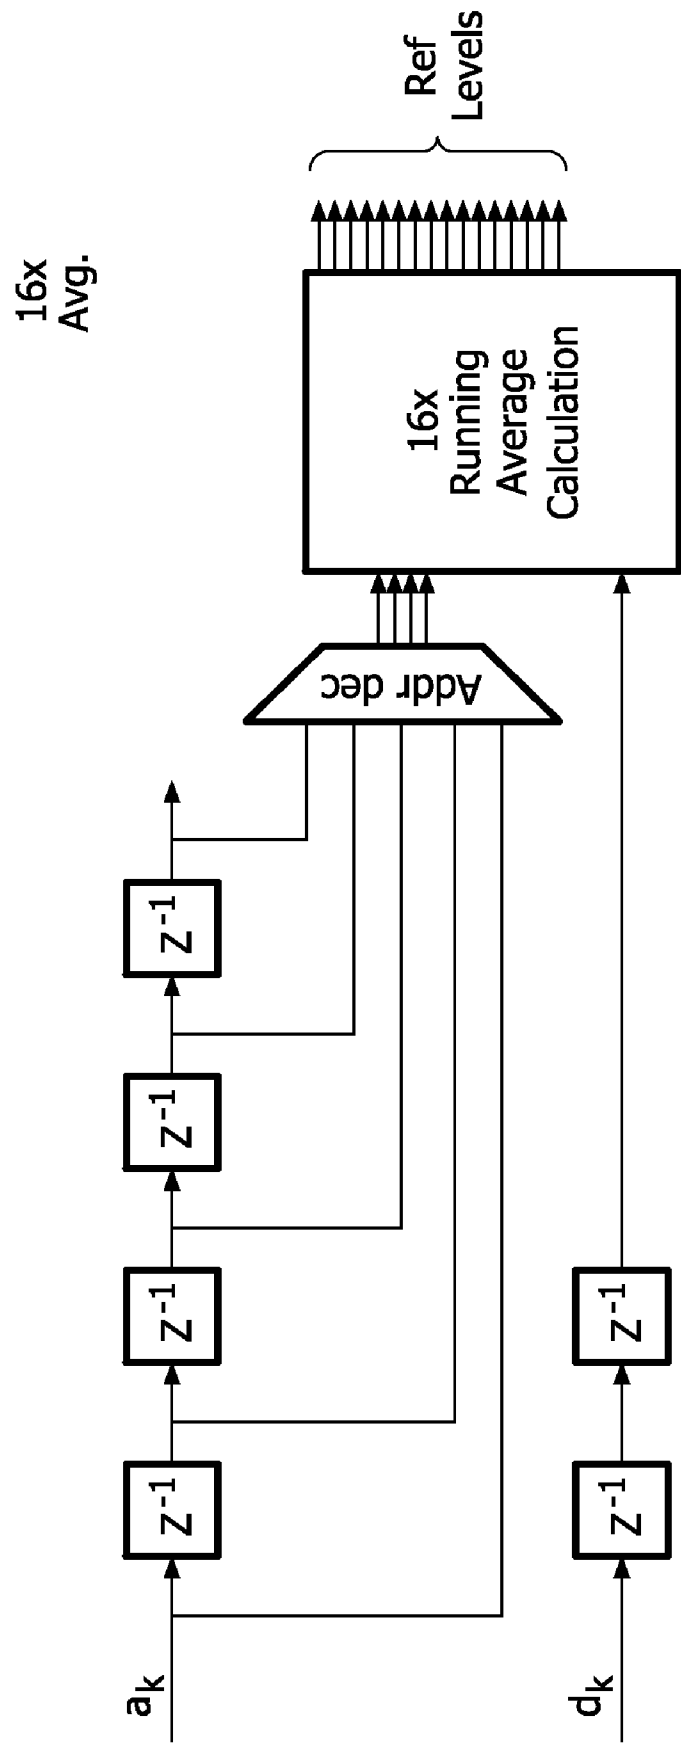 16x
Avg.
Ref
Levels
16x
Running
Average
Calculation
Addr dec
Z⁻¹
Z⁻¹
Z⁻¹
Z⁻¹
aₖ
Z⁻¹
Z⁻¹
dₖ